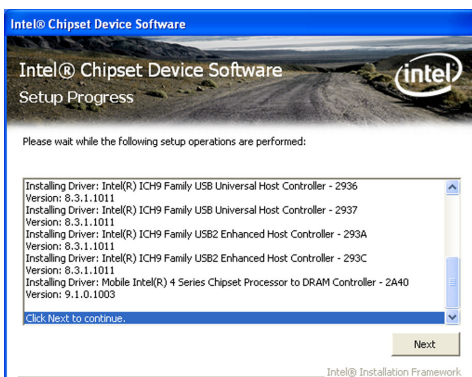 Intel® Chipset Device Software
Intel® Chipset Device Software
Setup Progress
intel
Please wait while the following setup operations are performed:
Installing Driver: Intel(R) ICH9 Family USB Universal Host Controller - 2936
Version: 8.3.1.1011
Installing Driver: Intel(R) ICH9 Family USB Universal Host Controller - 2937
Version: 8.3.1.1011
Installing Driver: Intel(R) ICH9 Family USB2 Enhanced Host Controller - 293A
Version: 8.3.1.1011
Installing Driver: Intel(R) ICH9 Family USB2 Enhanced Host Controller - 293C
Version: 8.3.1.1011
Installing Driver: Mobile Intel(R) 4 Series Chipset Processor to DRAM Controller - 2A40
Version: 9.1.0.1003
Click Next to continue.
Next
Intel® Installation Framework